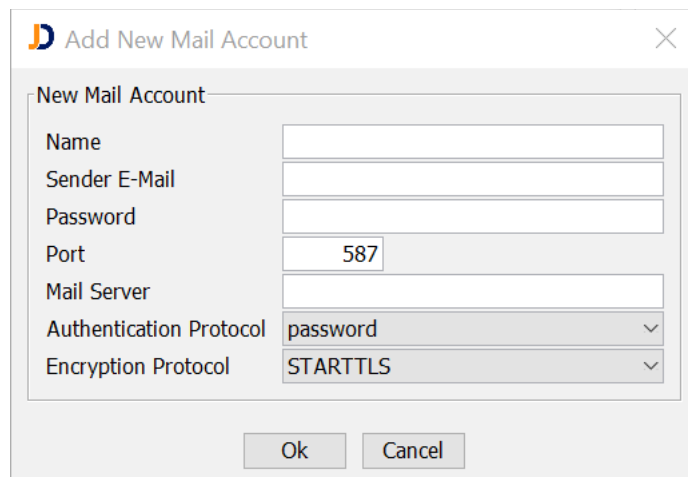 JD Add New Mail Account
New Mail Account
Name
Sender E-Mail
Password
Port 587
Mail Server
Authentication Protocol password
Encryption Protocol STARTTLS
Ok Cancel